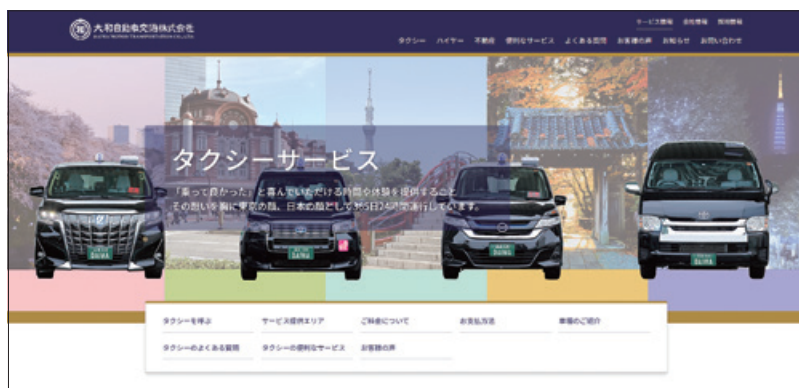 大和自動車交通株式会社
サービス情報 会社情報 採用情報
タクシー ハイヤー 不動産 便利なサービス よくある質問 お客様の声 お知らせ お問い合わせ
タクシーサービス
「乗って良かった」と喜んでいただける時間や体験を提供すること
その想いを胸に東京の顔、日本の顔として365日24時間運行しています。
DAIWA DAIWA DAIWA DAIWA
タクシーを呼ぶ サービス提供エリア ご料金について お支払方法 車種のご紹介
タクシーのよくある質問 タクシーの便利なサービス お客様の声